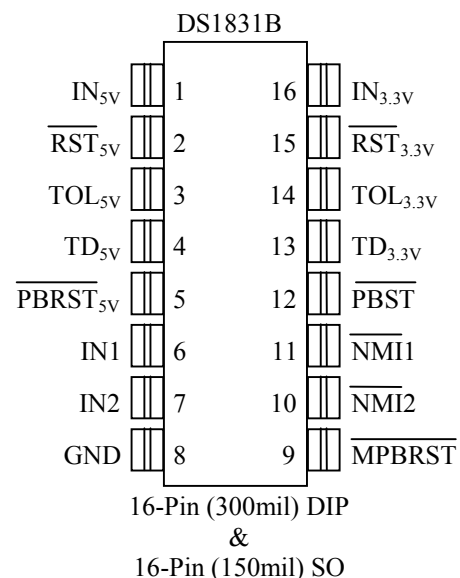 DS1831B
IN5V 1 16 IN3.3V
RST5V 2 15 RST3.3V
TOL5V 3 14 TOL3.3V
TD5V 4 13 TD3.3V
PBRST5V 5 12 PBST
IN1 6 11 NMI1
IN2 7 10 NMI2
GND 8 9 MPBRST
16-Pin (300mil) DIP
&
16-Pin (150mil) SO